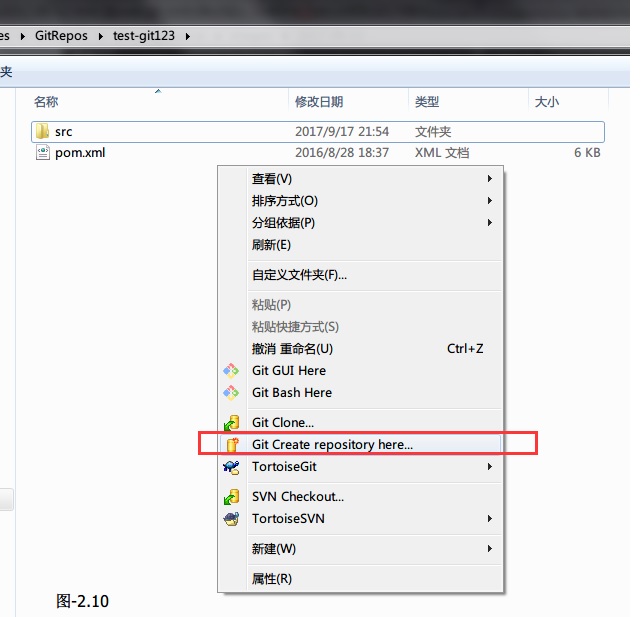 es ▸ GitRepos ▸ test-git123 ▸
夹
名称 修改日期 类型 大小
src 2017/9/17 21:54 文件夹
pom.xml 2016/8/28 18:37 XML 文档 6 KB
查看(V)
排序方式(O)
分组依据(P)
刷新(E)
自定义文件夹(F)...
粘贴(P)
粘贴快捷方式(S)
撤消 重命名(U) Ctrl+Z
Git GUI Here
Git Bash Here
Git Clone...
Git Create repository here...
TortoiseGit
SVN Checkout...
TortoiseSVN
新建(W)
属性(R)
图-2.10